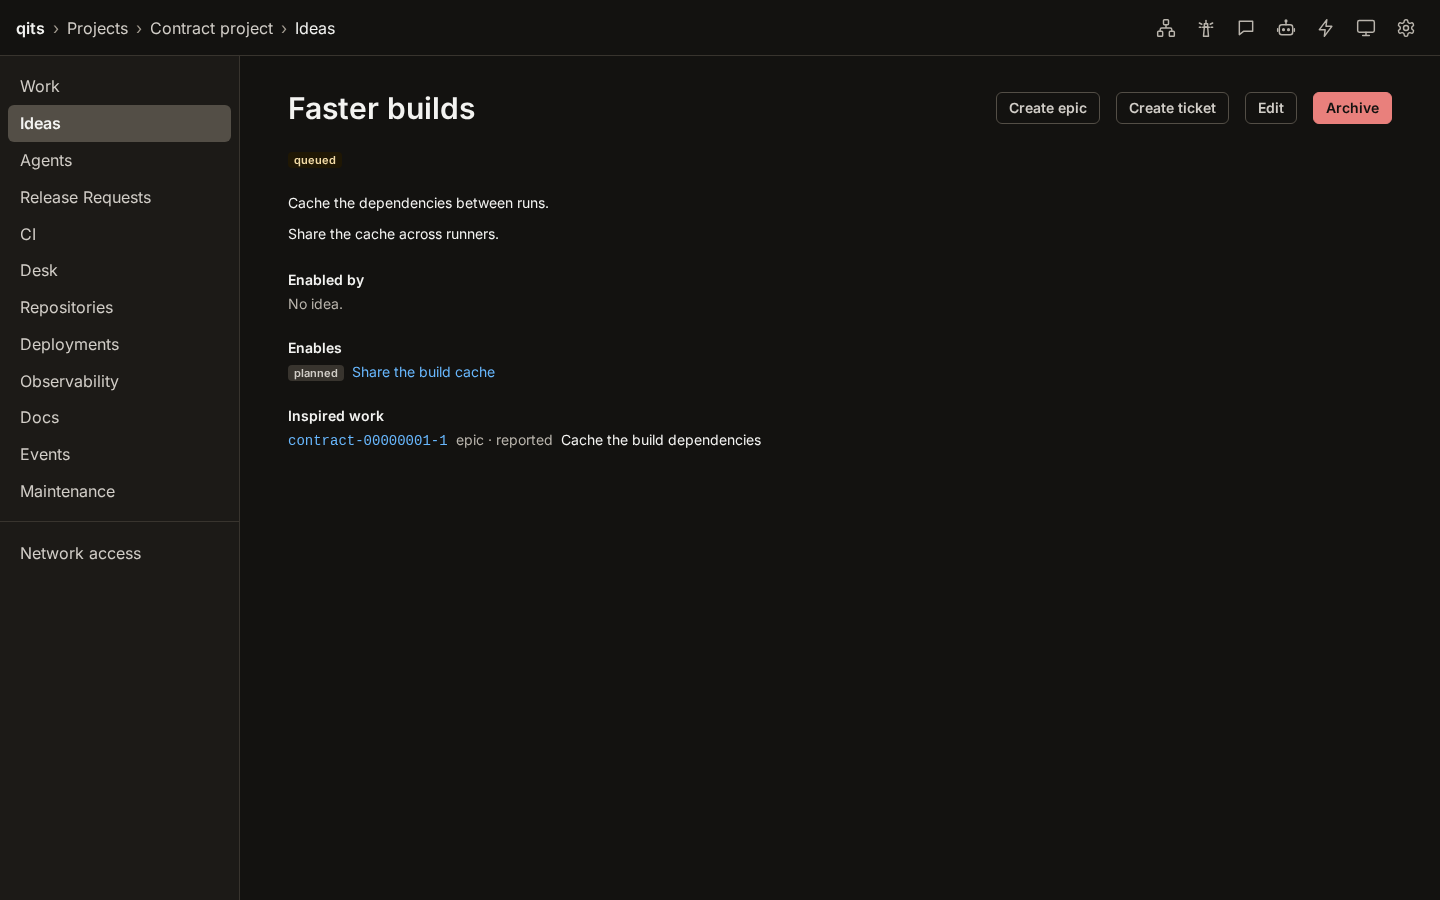 qits › Projects › Contract project › Ideas
Work
Ideas
Agents
Release Requests
CI
Desk
Repositories
Deployments
Observability
Docs
Events
Maintenance
Network access
Faster builds
Create epic
Create ticket
Edit
Archive
queued
Cache the dependencies between runs.
Share the cache across runners.
Enabled by
No idea.
Enables
planned Share the build cache
Inspired work
contract-00000001-1 epic · reported Cache the build dependencies